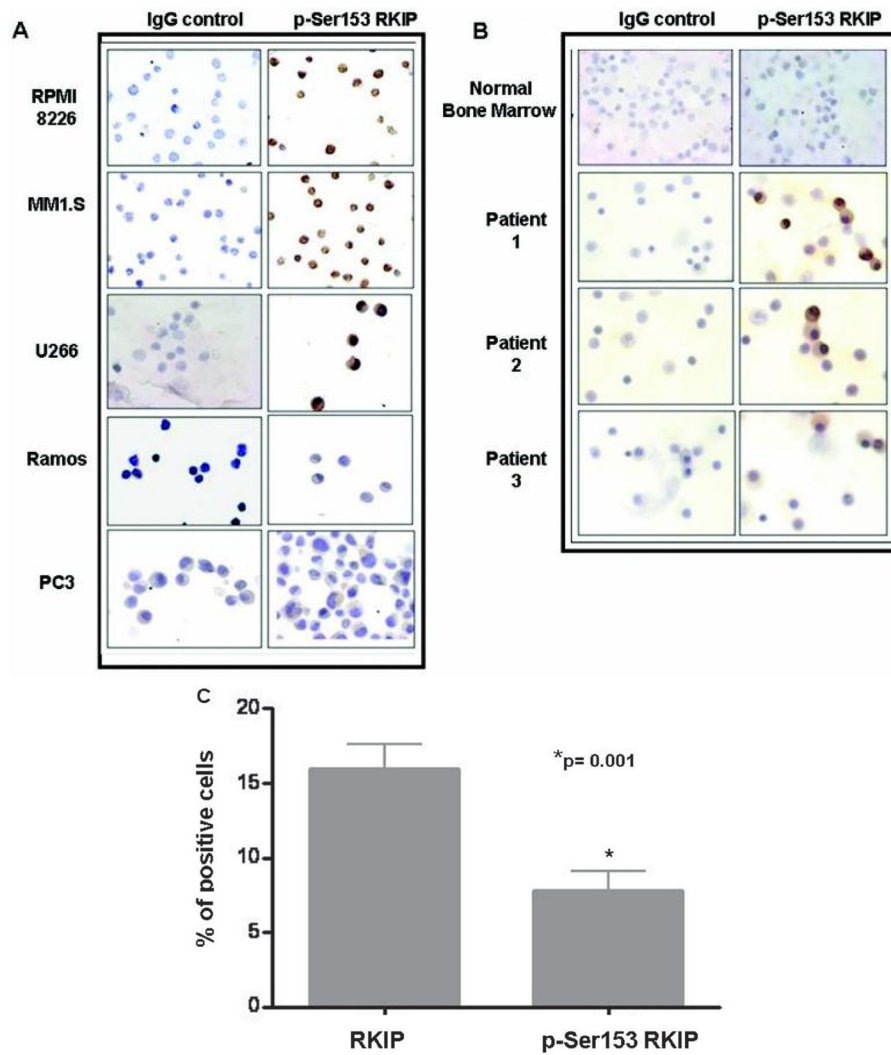 A
IgG control p-Ser153 RKIP
RPMI
8226
MM1.S
U266
Ramos
PC3
B
IgG control p-Ser153 RKIP
Normal
Bone Marrow
Patient
1
Patient
2
Patient
3
C
% of positive cells
20
15
10
5
0
*p= 0.001
*
RKIP p-Ser153 RKIP